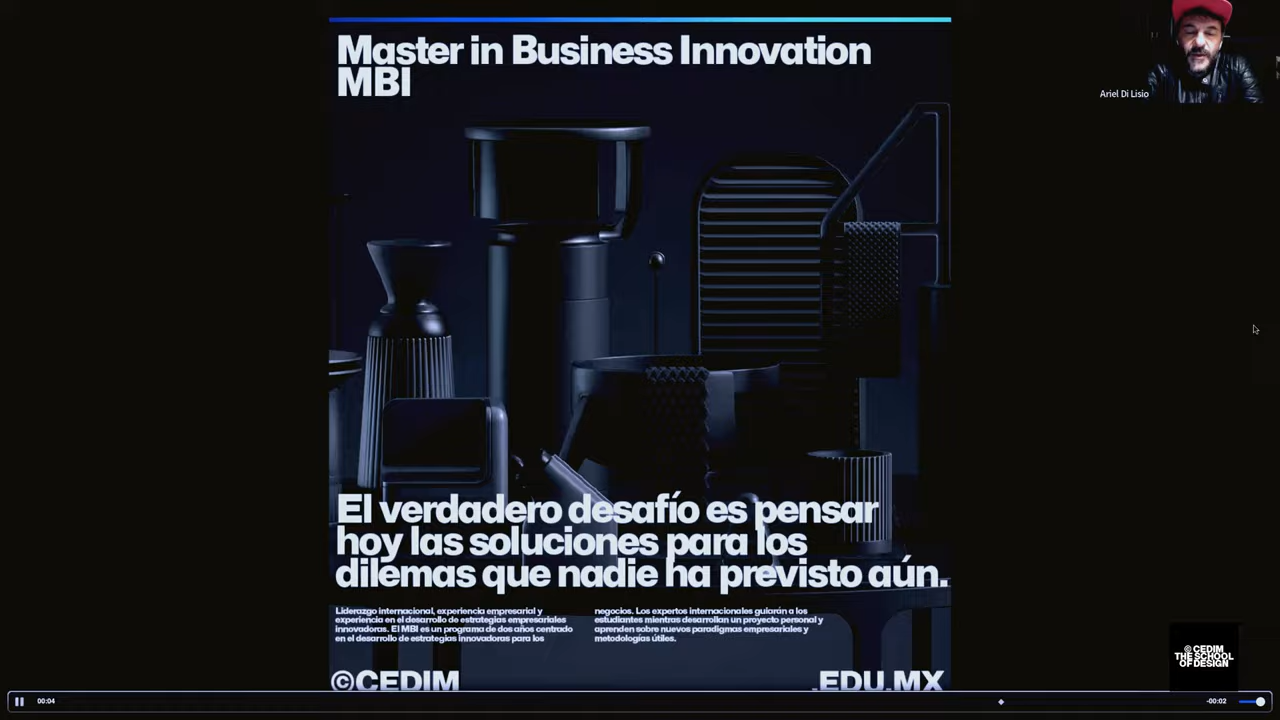 Master in Business Innovation
MBI
Ariel Di Lisio
El verdadero desafío es pensar
hoy las soluciones para los
dilemas que nadie ha previsto aún.
Liderazgo internacional, experiencia empresarial y
experiencia en el desarrollo de estrategias empresariales
innovadoras. El MBI es un programa de dos años centrado
en el desarrollo de estrategias innovadoras para los
negocios. Los expertos internacionales guiarán a los
estudiantes mientras desarrollan un proyecto personal y
aprenden sobre nuevos paradigmas empresariales y
metodologías útiles.
©CEDIM
.EDU.MX
©CEDIM
THE SCHOOL
OF DESIGN
00:04
-00:02